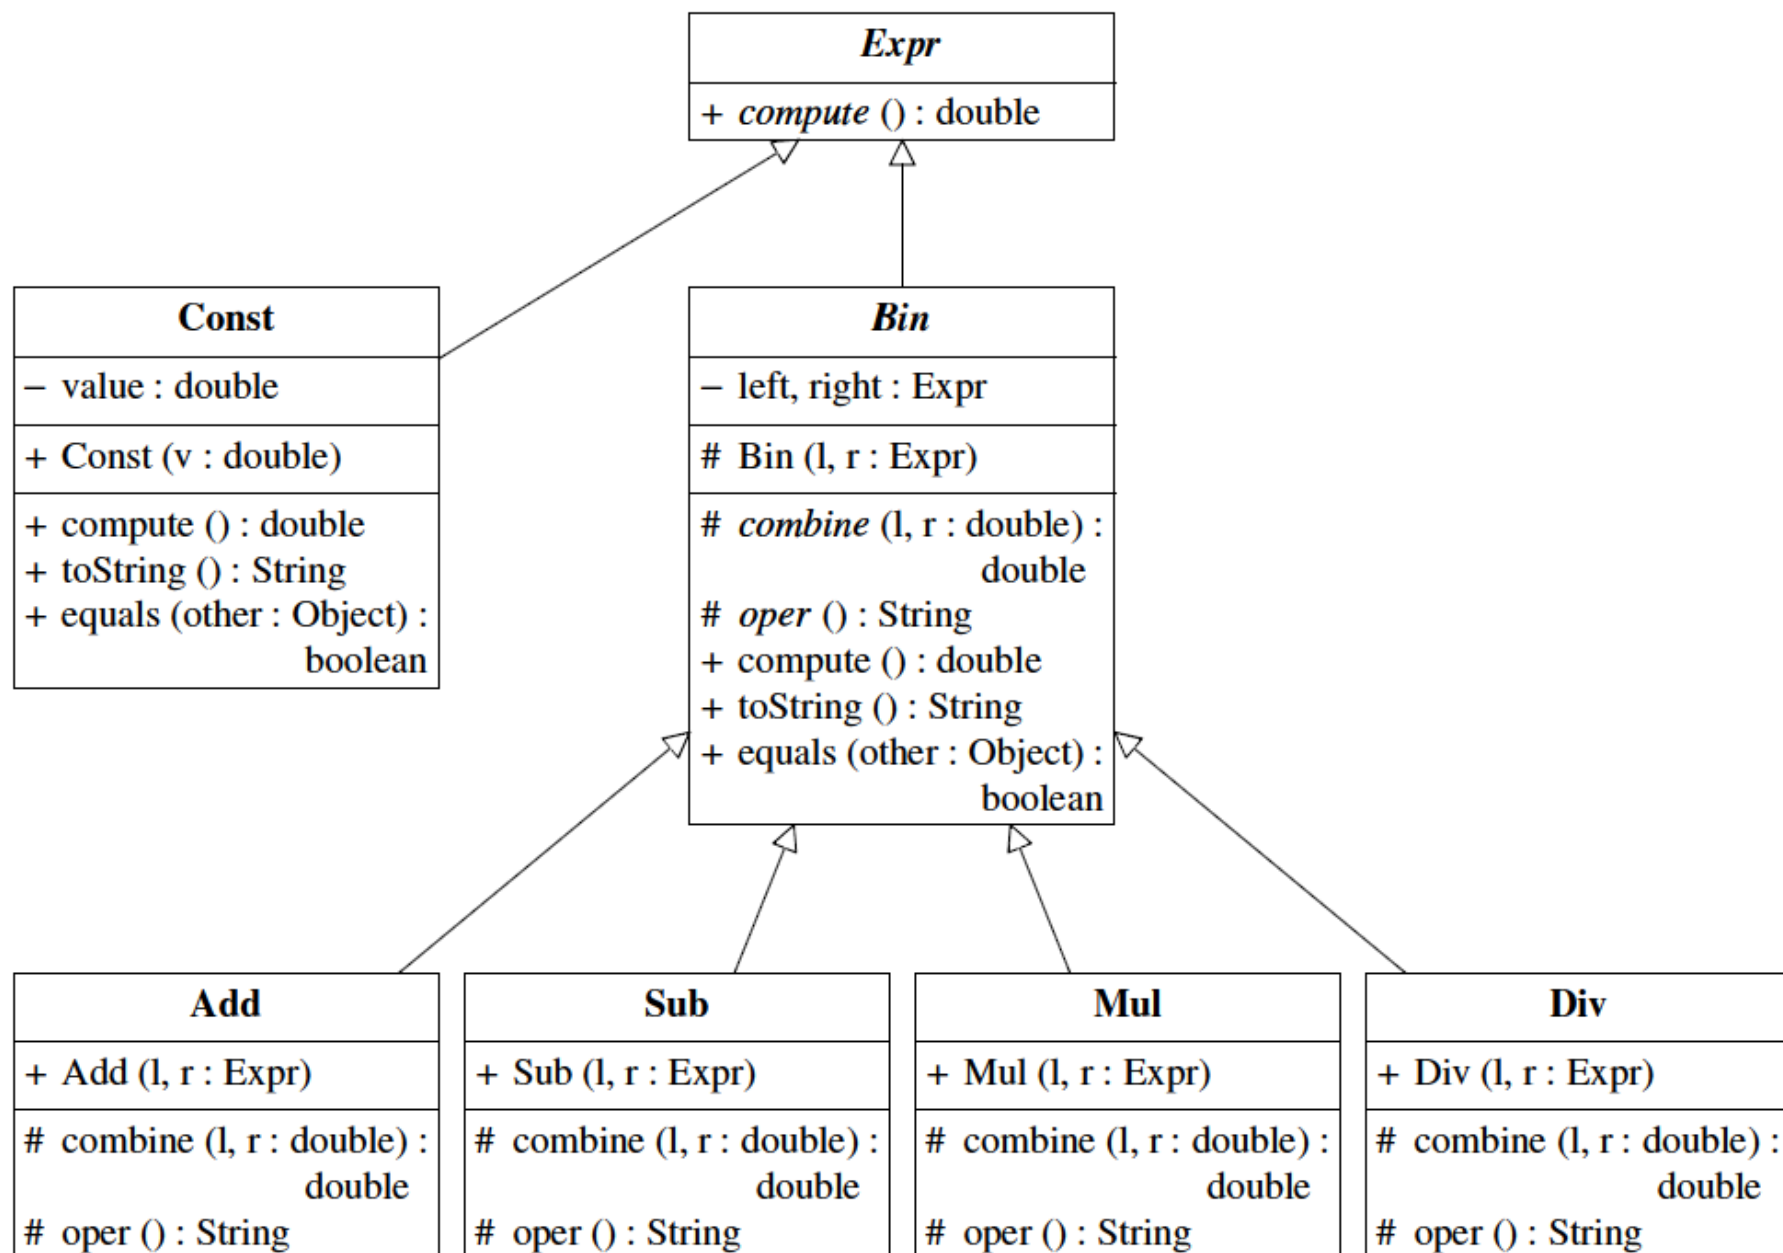 Expr
+ compute () : double
Const
– value : double
+ Const (v : double)
+ compute () : double
+ toString () : String
+ equals (other : Object) :
boolean
Bin
– left, right : Expr
# Bin (l, r : Expr)
# combine (l, r : double) :
double
# oper () : String
+ compute () : double
+ toString () : String
+ equals (other : Object) :
boolean
Add
+ Add (l, r : Expr)
# combine (l, r : double) :
double
# oper () : String
Sub
+ Sub (l, r : Expr)
# combine (l, r : double) :
double
# oper () : String
Mul
+ Mul (l, r : Expr)
# combine (l, r : double) :
double
# oper () : String
Div
+ Div (l, r : Expr)
# combine (l, r : double) :
double
# oper () : String